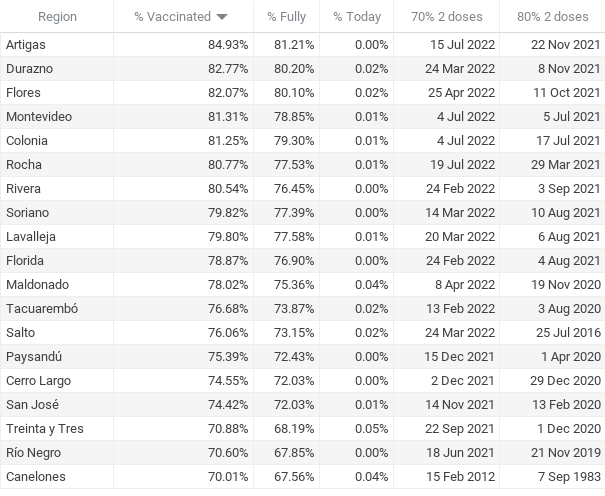 Region % Vaccinated % Fully % Today 70% 2 doses 80% 2 doses
Artigas 84.93% 81.21% 0.00% 15 Jul 2022 22 Nov 2021
Durazno 82.77% 80.20% 0.02% 24 Mar 2022 8 Nov 2021
Flores 82.07% 80.10% 0.02% 25 Apr 2022 11 Oct 2021
Montevideo 81.31% 78.85% 0.01% 4 Jul 2022 5 Jul 2021
Colonia 81.25% 79.30% 0.01% 4 Jul 2022 17 Jul 2021
Rocha 80.77% 77.53% 0.01% 19 Jul 2022 29 Mar 2021
Rivera 80.54% 76.45% 0.00% 24 Feb 2022 3 Sep 2021
Soriano 79.82% 77.39% 0.00% 14 Mar 2022 10 Aug 2021
Lavalleja 79.80% 77.58% 0.01% 20 Mar 2022 6 Aug 2021
Florida 78.87% 76.90% 0.00% 24 Feb 2022 4 Aug 2021
Maldonado 78.02% 75.36% 0.04% 8 Apr 2022 19 Nov 2020
Tacuarembó 76.68% 73.87% 0.02% 13 Feb 2022 3 Aug 2020
Salto 76.06% 73.15% 0.02% 24 Mar 2022 25 Jul 2016
Paysandú 75.39% 72.43% 0.00% 15 Dec 2021 1 Apr 2020
Cerro Largo 74.55% 72.03% 0.00% 2 Dec 2021 29 Dec 2020
San José 74.42% 72.03% 0.01% 14 Nov 2021 13 Feb 2020
Treinta y Tres 70.88% 68.19% 0.05% 22 Sep 2021 1 Dec 2020
Río Negro 70.60% 67.85% 0.00% 18 Jun 2021 21 Nov 2019
Canelones 70.01% 67.56% 0.04% 15 Feb 2012 7 Sep 1983